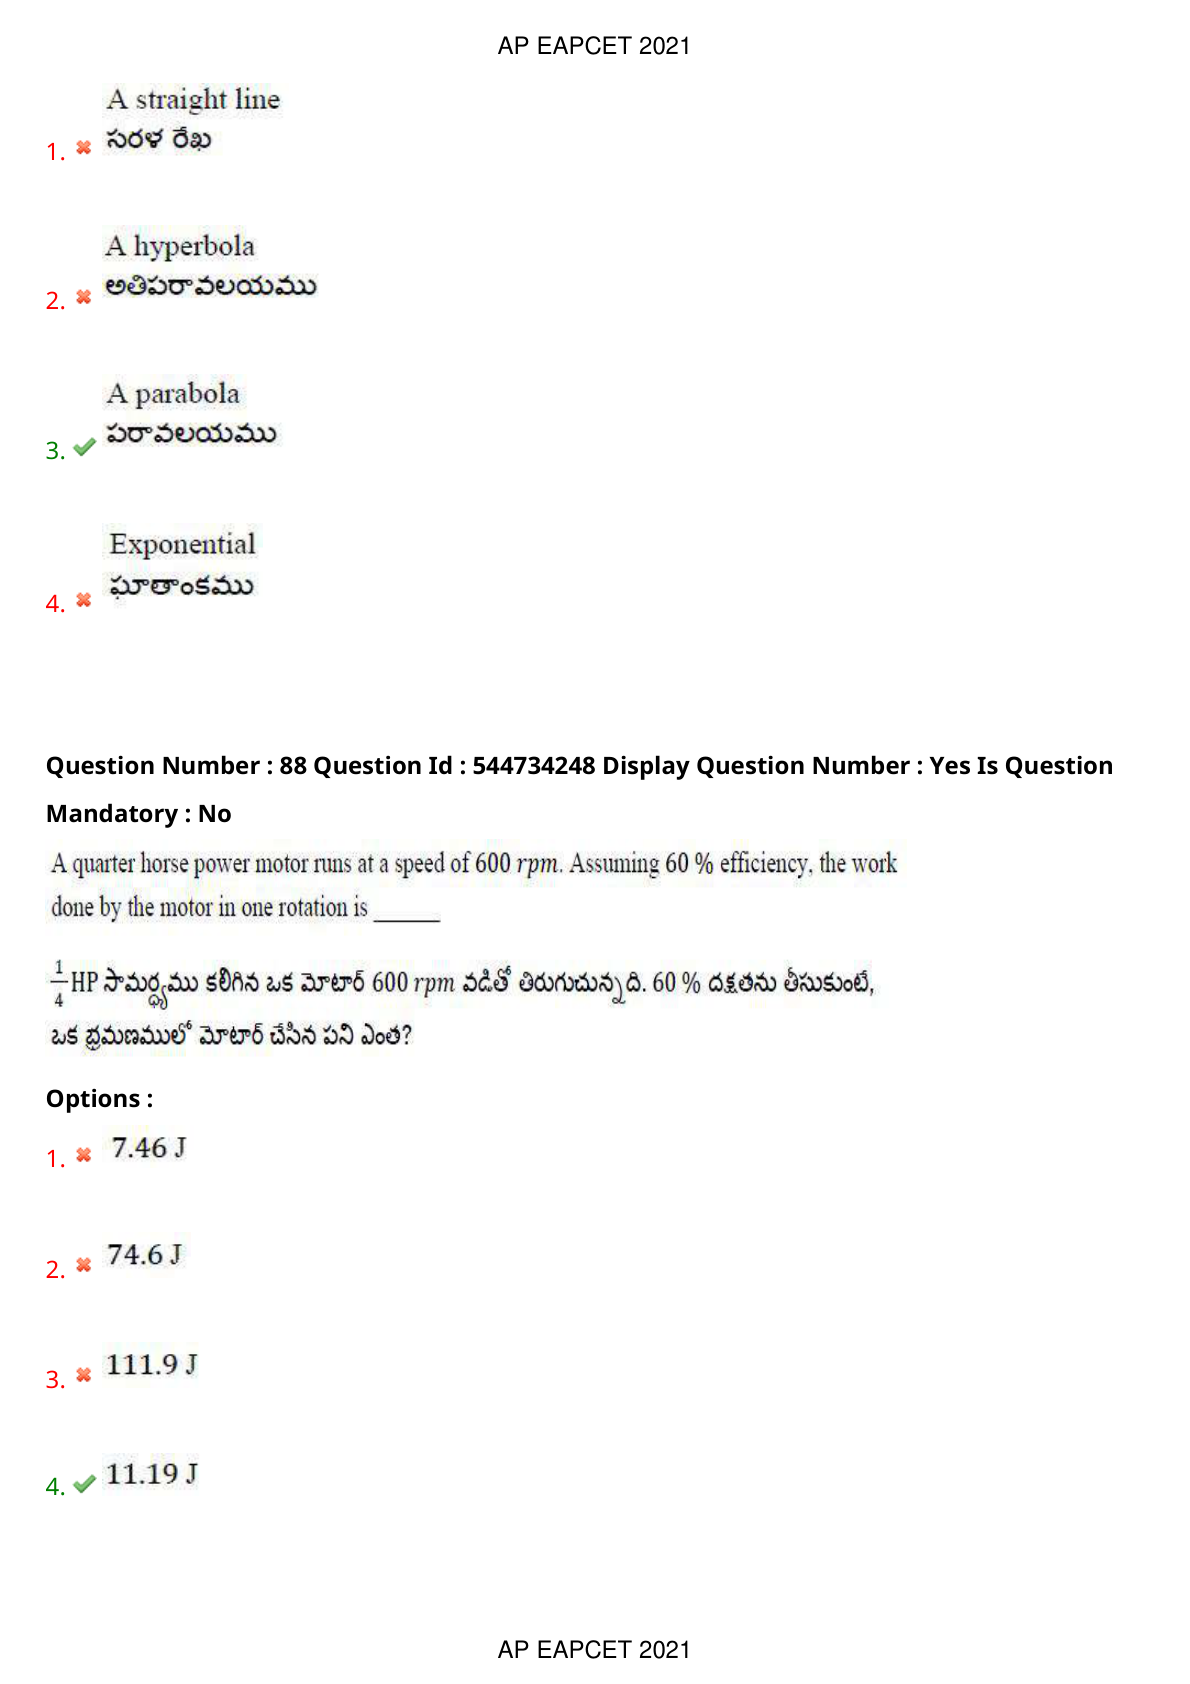 AP EAPCET 2021
A straight line
1. సరళ రేఖ
A hyperbola
2. అతిపరావలయము
A parabola
3. పరావలయము
Exponential
4. ఘాతాంకము
Question Number : 88 Question Id : 544734248 Display Question Number : Yes Is Question
Mandatory : No
A quarter horse power motor runs at a speed of 600 rpm. Assuming 60 % efficiency, the work
done by the motor in one rotation is ______
1/4 HP సామర్థ్యము కలిగిన ఒక మోటార్ 600 rpm వడితో తిరుగుచున్నది. 60 % దక్షతను తీసుకుంటే,
ఒక భ్రమణములో మోటార్ చేసిన పని ఎంత?
Options :
1. 7.46 J
2. 74.6 J
3. 111.9 J
4. 11.19 J
AP EAPCET 2021